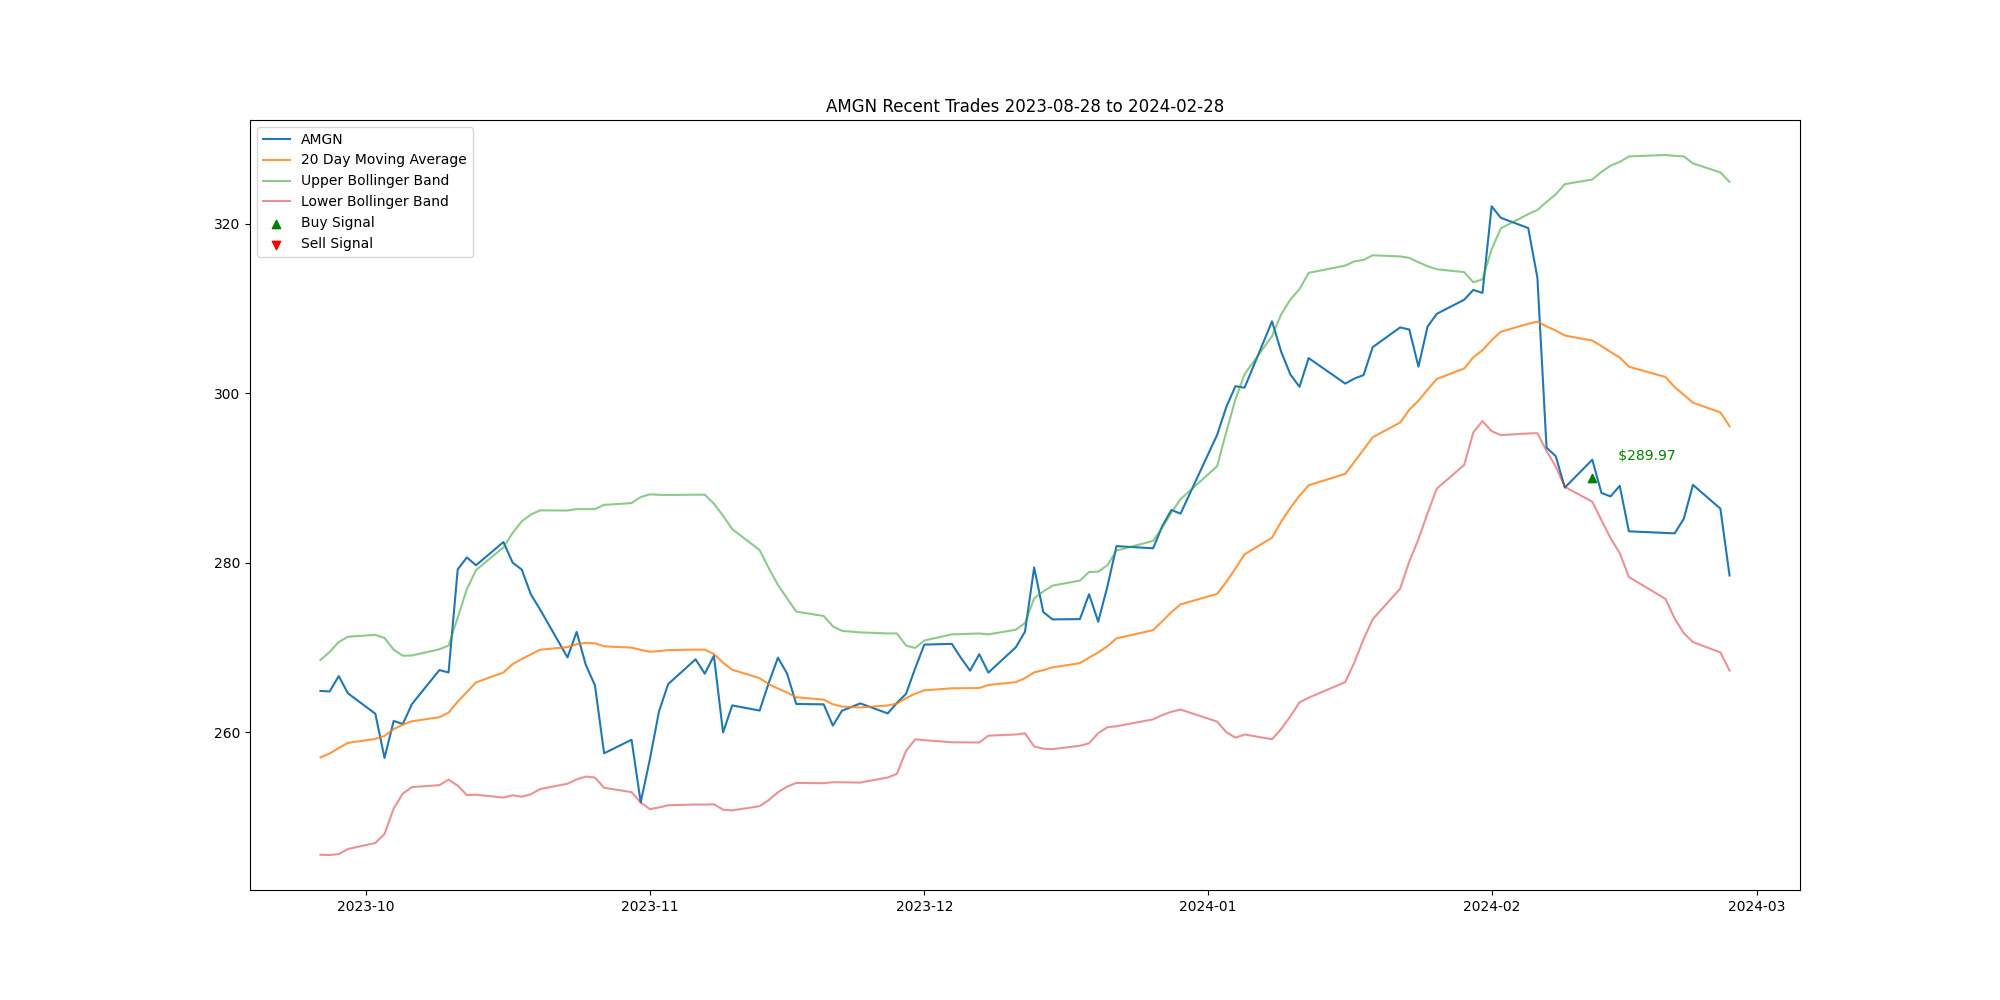 AMGN Recent Trades 2023-08-28 to 2024-02-28
AMGN
20 Day Moving Average
Upper Bollinger Band
Lower Bollinger Band
Buy Signal
Sell Signal
320
300
280
260
$289.97
2023-10
2023-11
2023-12
2024-01
2024-02
2024-03